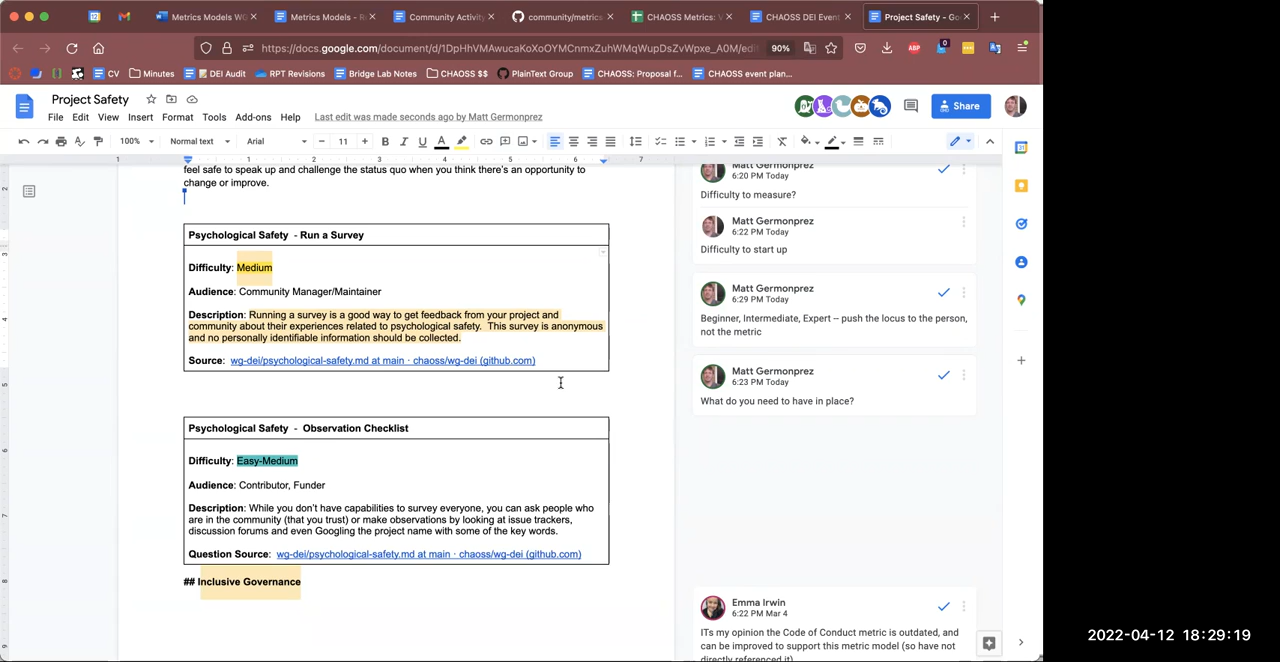 Metrics Models WG
Metrics Models - R
Community Activity
community/metrics
CHAOSS Metrics: V
CHAOSS DEI Event
Project Safety - Go
https://docs.google.com/document/d/1DpHhVMAwucaKoXoOYMCnmxZuhWMqWupDsZvWpxe_A0M/edi
90%
CV
Minutes
DEI Audit
RPT Revisions
Bridge Lab Notes
CHAOSS $$
PlainText Group
CHAOSS: Proposal f...
CHAOSS event plan...
Project Safety
File Edit View Insert Format Tools Add-ons Help
Last edit was made seconds ago by Matt Germonprez
Share
100% Normal text Arial 11
feel safe to speak up and challenge the status quo when you think there's an opportunity to
change or improve.
Psychological Safety - Run a Survey
Difficulty: Medium
Audience: Community Manager/Maintainer
Description: Running a survey is a good way to get feedback from your project and
community about their experiences related to psychological safety. This survey is anonymous
and no personally identifiable information should be collected.
Source: wg-dei/psychological-safety.md at main · chaoss/wg-dei (github.com)
Psychological Safety - Observation Checklist
Difficulty: Easy-Medium
Audience: Contributor, Funder
Description: While you don't have capabilities to survey everyone, you can ask people who
are in the community (that you trust) or make observations by looking at issue trackers,
discussion forums and even Googling the project name with some of the key words.
Question Source: wg-dei/psychological-safety.md at main · chaoss/wg-dei (github.com)
## Inclusive Governance
Matt Germonprez
6:20 PM Today
Difficulty to measure?
Matt Germonprez
6:22 PM Today
Difficulty to start up
Matt Germonprez
6:29 PM Today
Beginner, Intermediate, Expert -- push the locus to the person,
not the metric
Matt Germonprez
6:23 PM Today
What do you need to have in place?
Emma Irwin
6:22 PM Mar 4
ITs my opinion the Code of Conduct metric is outdated, and
can be improved to support this metric model (so have not
directly referenced it)
2022-04-12 18:29:19